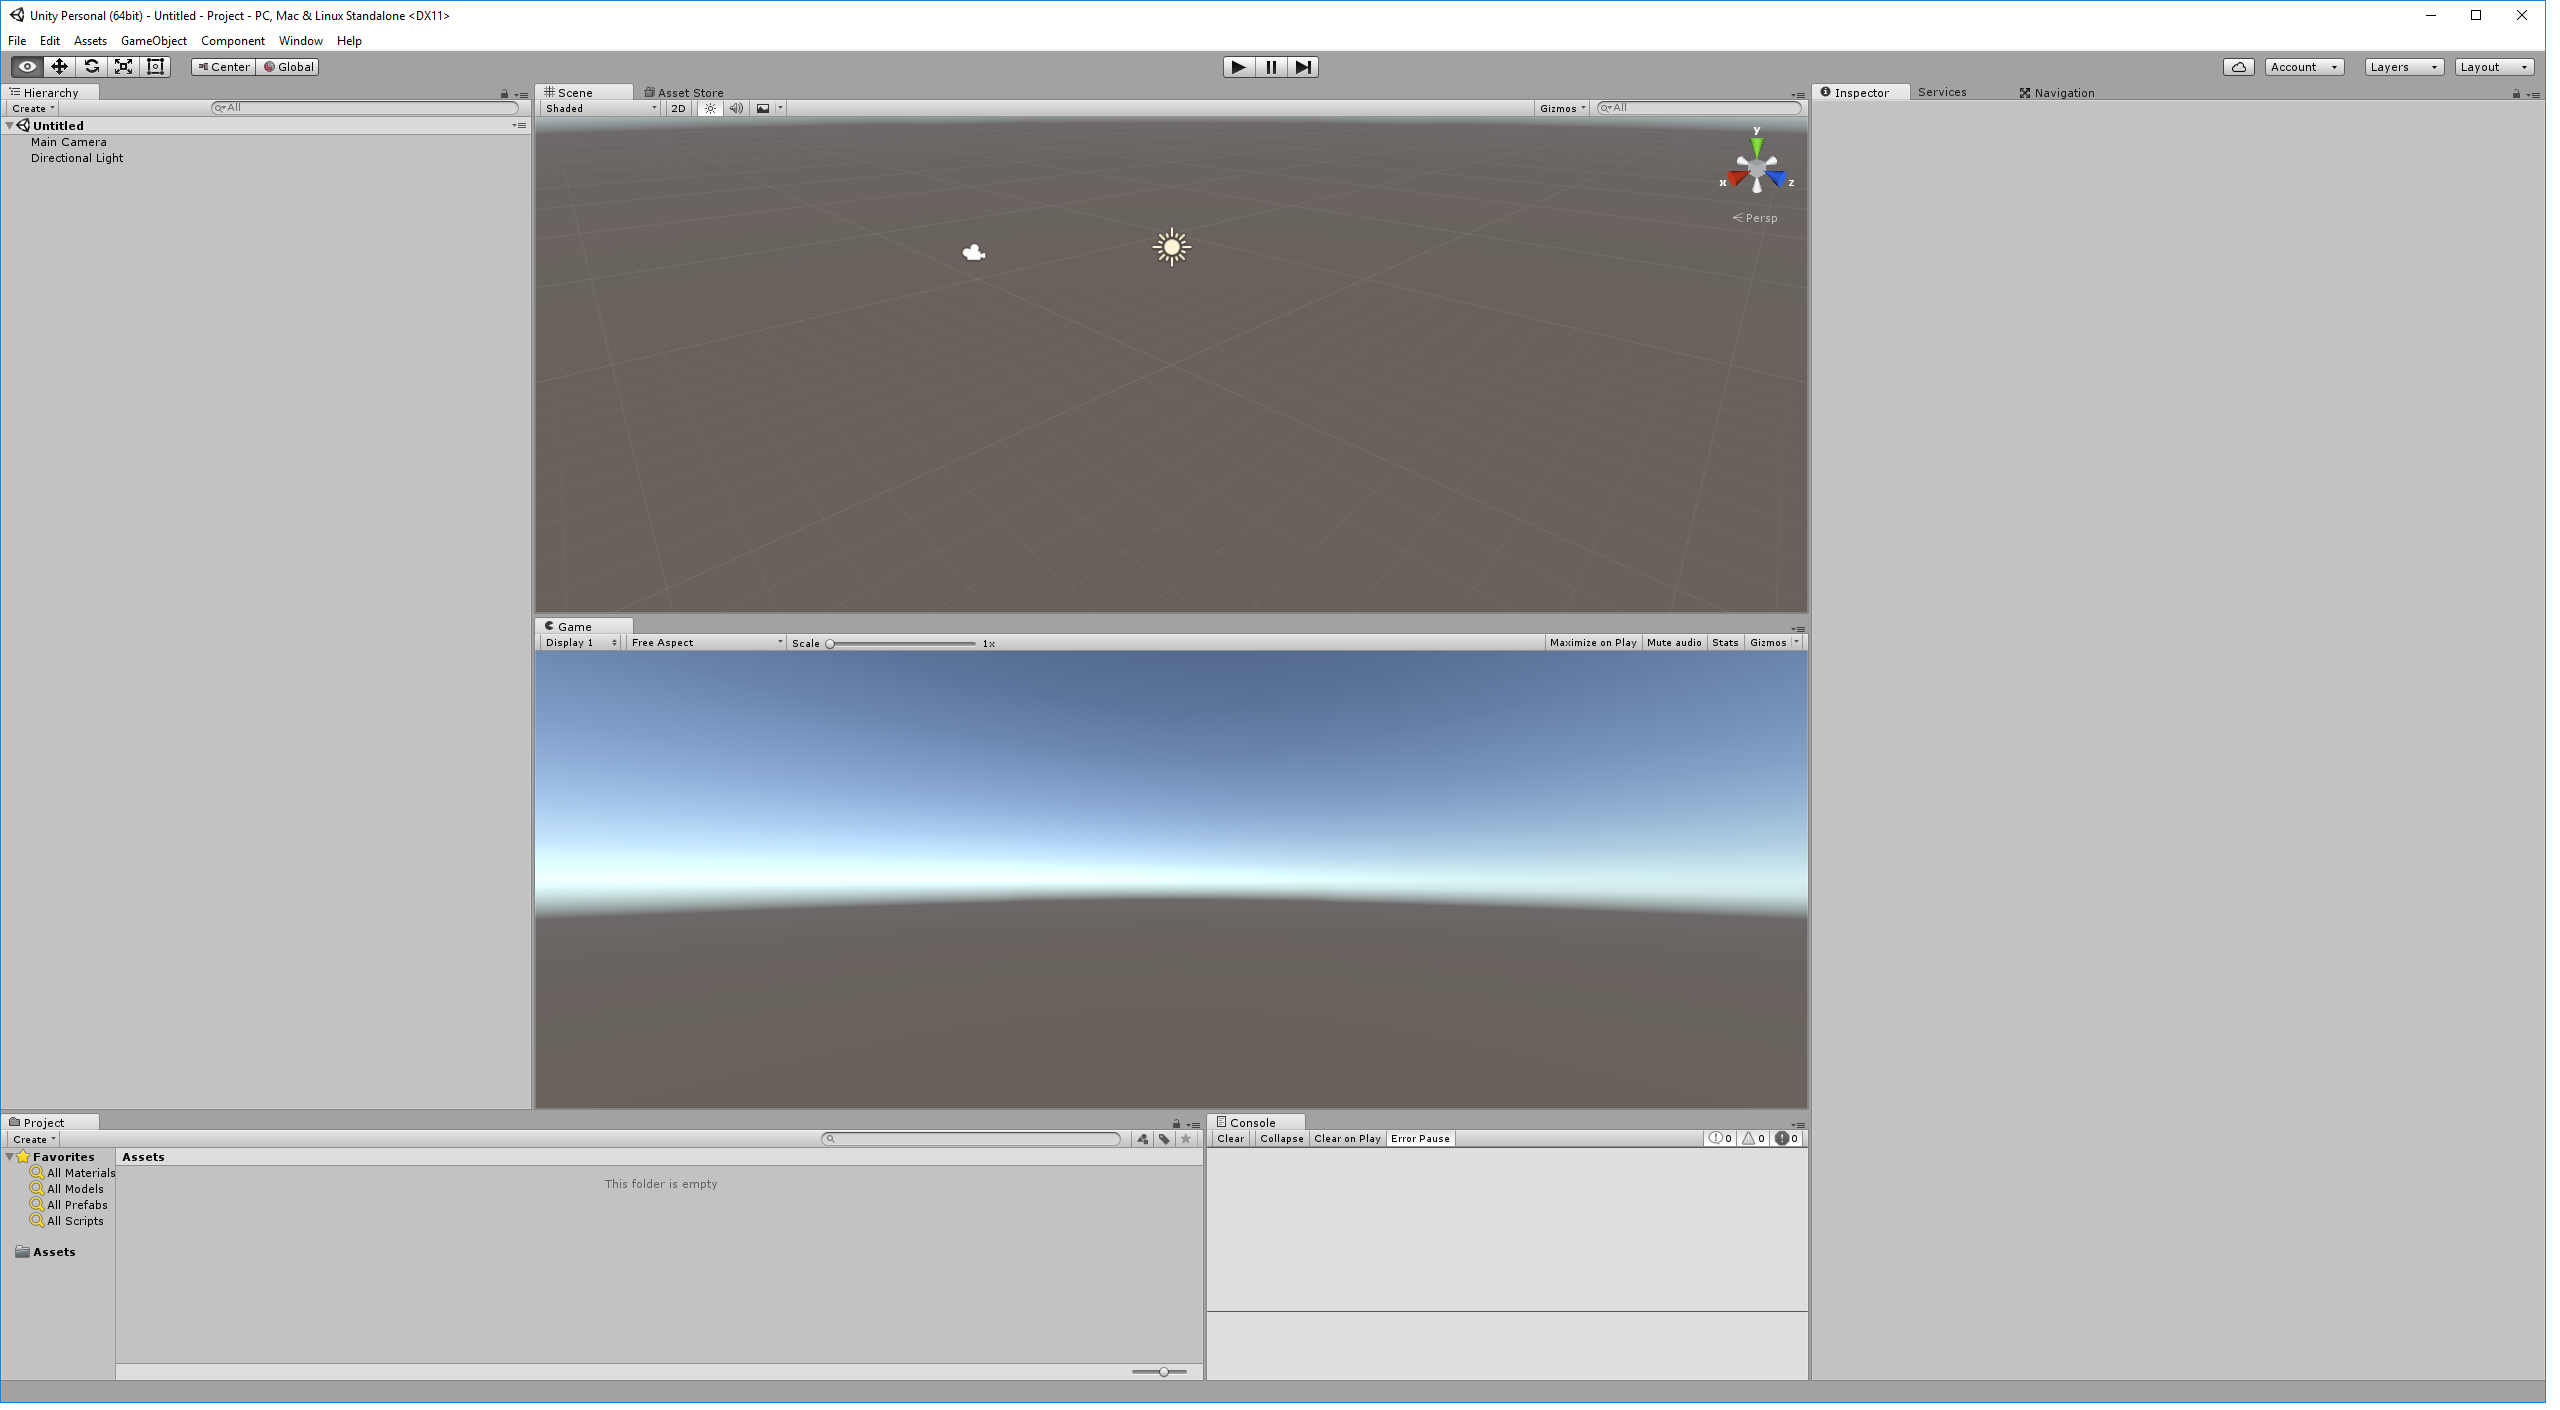 Unity Personal (64bit) - Untitled - Project - PC, Mac & Linux Standalone <DX11>
File Edit Assets GameObject Component Window Help
Center Global Account Layers Layout
Hierarchy
Create All
Untitled
Main Camera
Directional Light
Scene Asset Store
Shaded 2D Gizmos All
y
x z
Persp
Inspector Services Navigation
Game
Display 1 Free Aspect Scale 1x Maximize on Play Mute audio Stats Gizmos
Project
Create
Favorites
All Materials
All Models
All Prefabs
All Scripts
Assets
Assets
This folder is empty
Console
Clear Collapse Clear on Play Error Pause 0 0 0